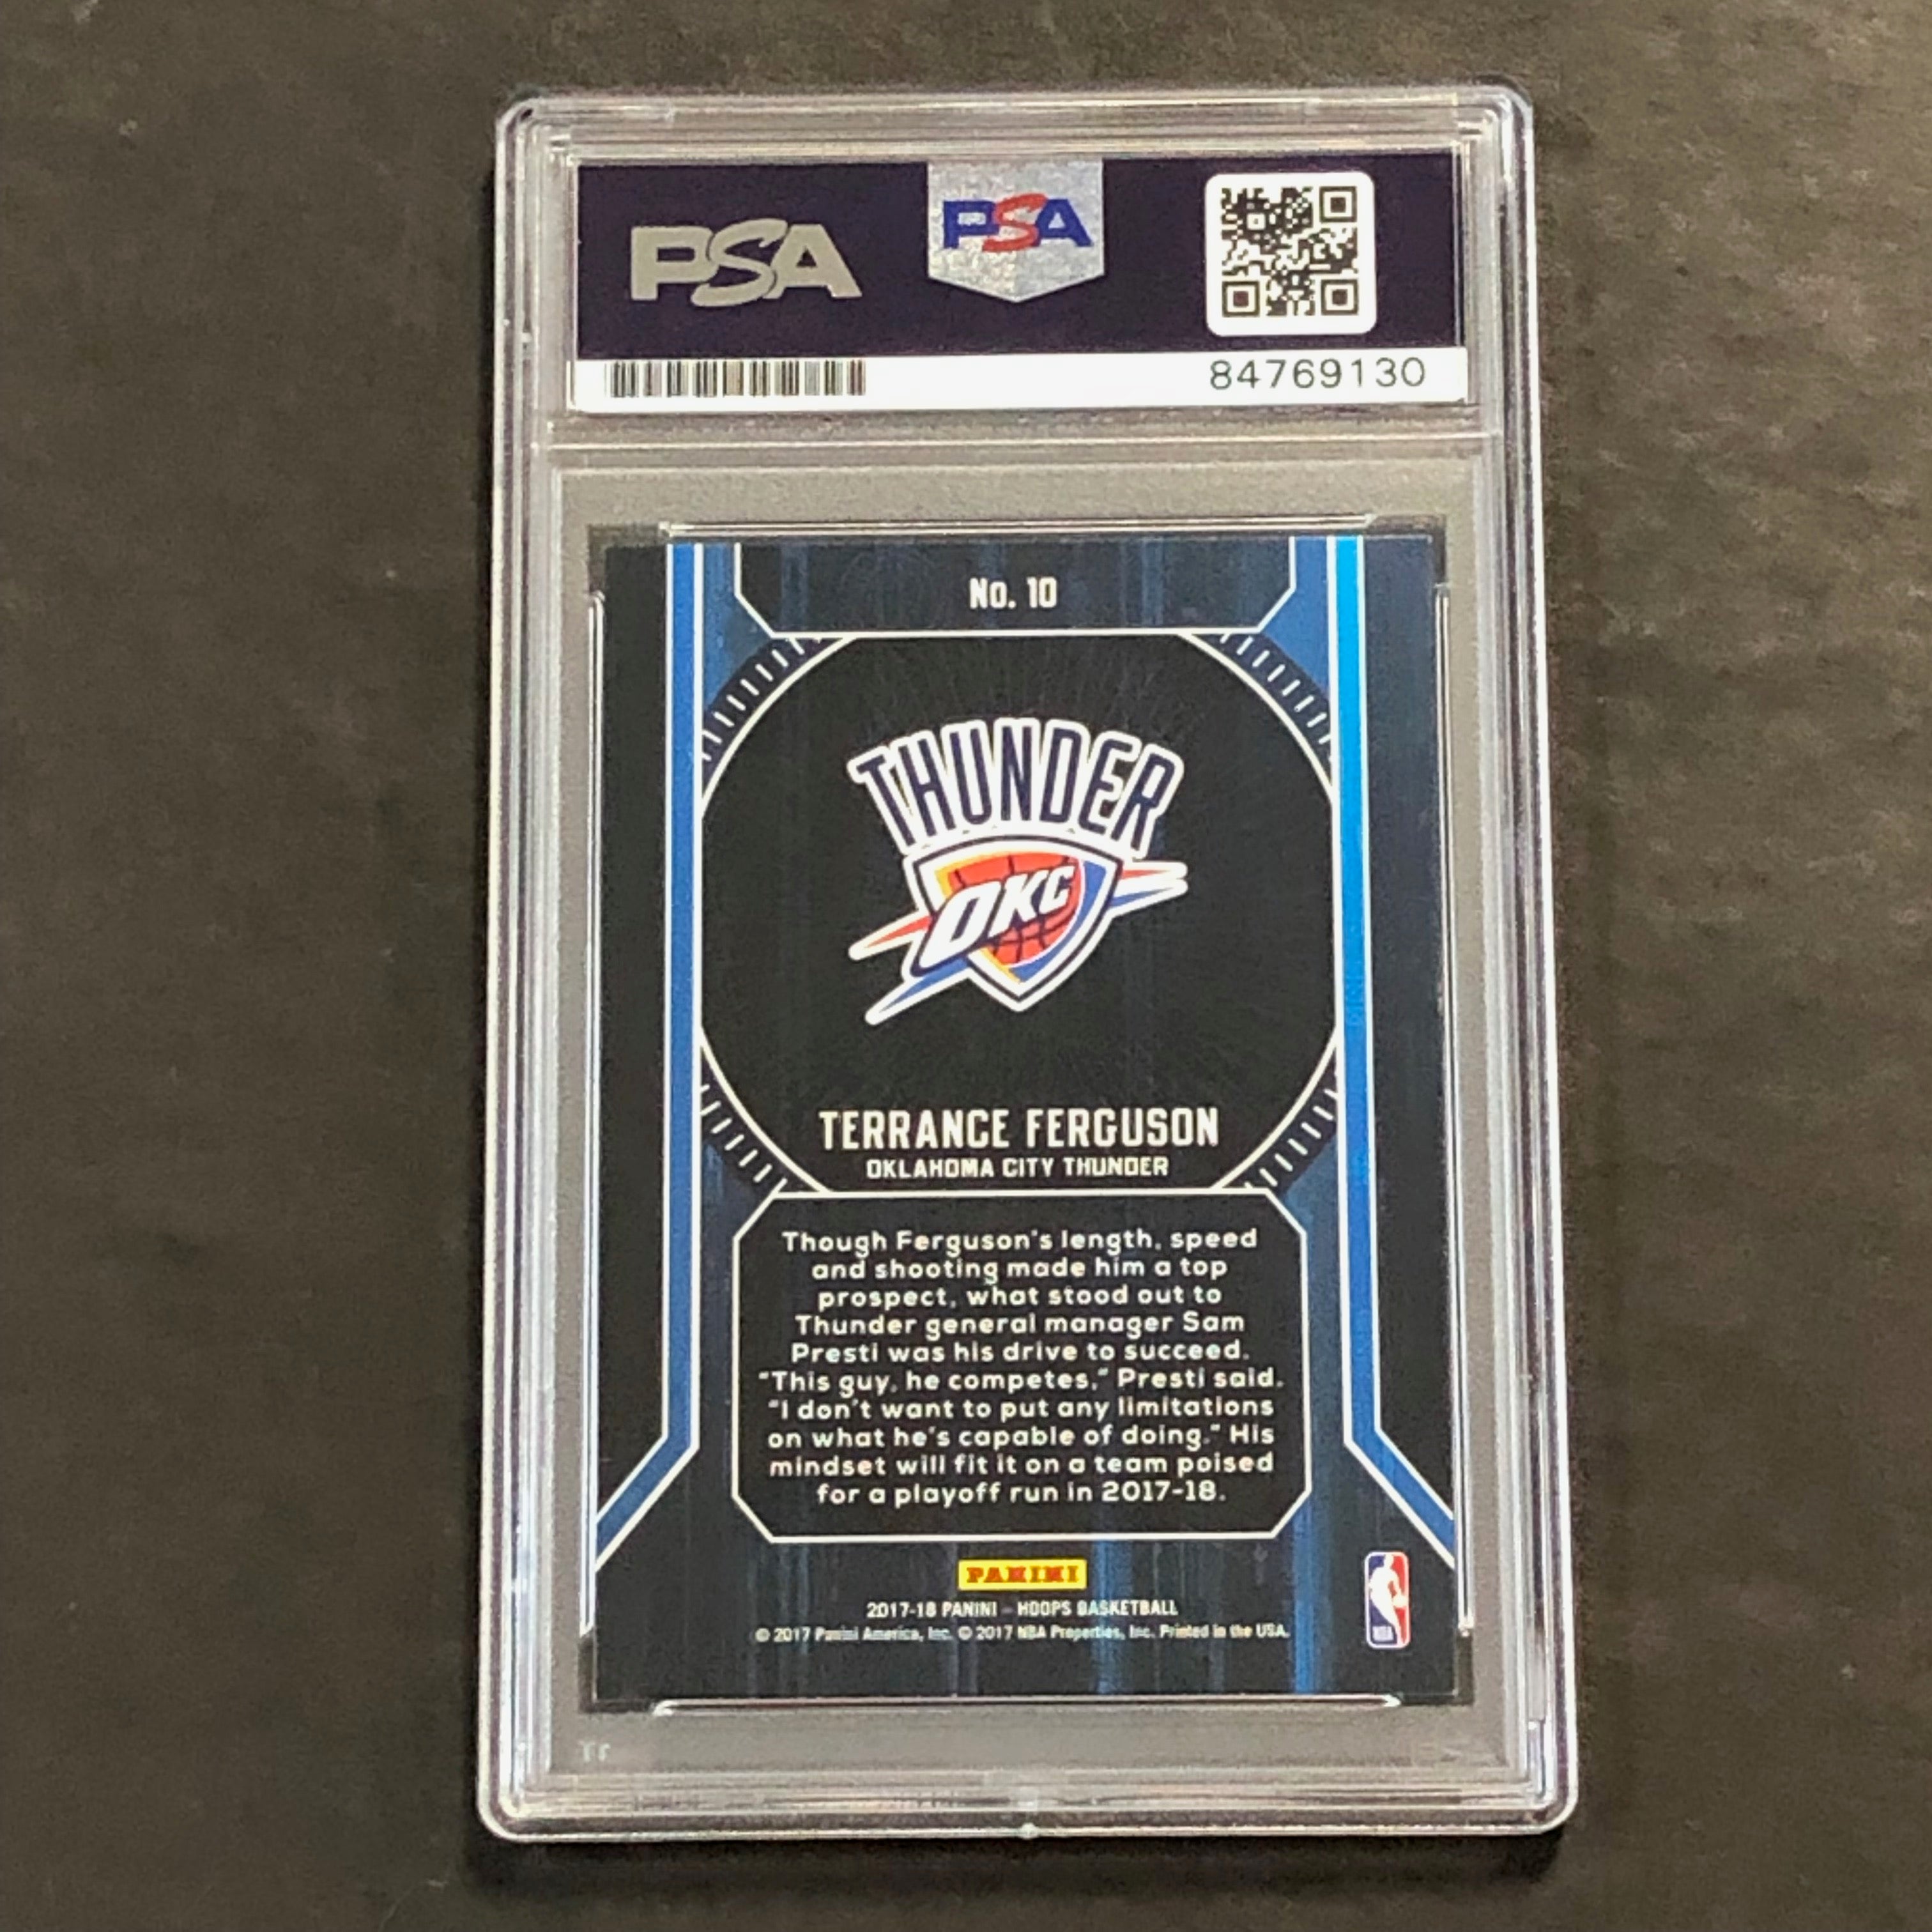 PSA
PSA
84769130
No. 10
THUNDER
OKC
TERRANCE FERGUSON
OKLAHOMA CITY THUNDER
Though Ferguson's length, speed
and shooting made him a top
prospect, what stood out to
Thunder general manager Sam
Presti was his drive to succeed.
"This guy, he competes," Presti said.
"I don't want to put any limitations
on what he's capable of doing." His
mindset will fit it on a team poised
for a playoff run in 2017-18.
PANINI
2017-18 PANINI – HOOPS BASKETBALL
© 2017 Panini America, Inc. © 2017 NBA Properties, Inc. Printed in the USA.
NBA